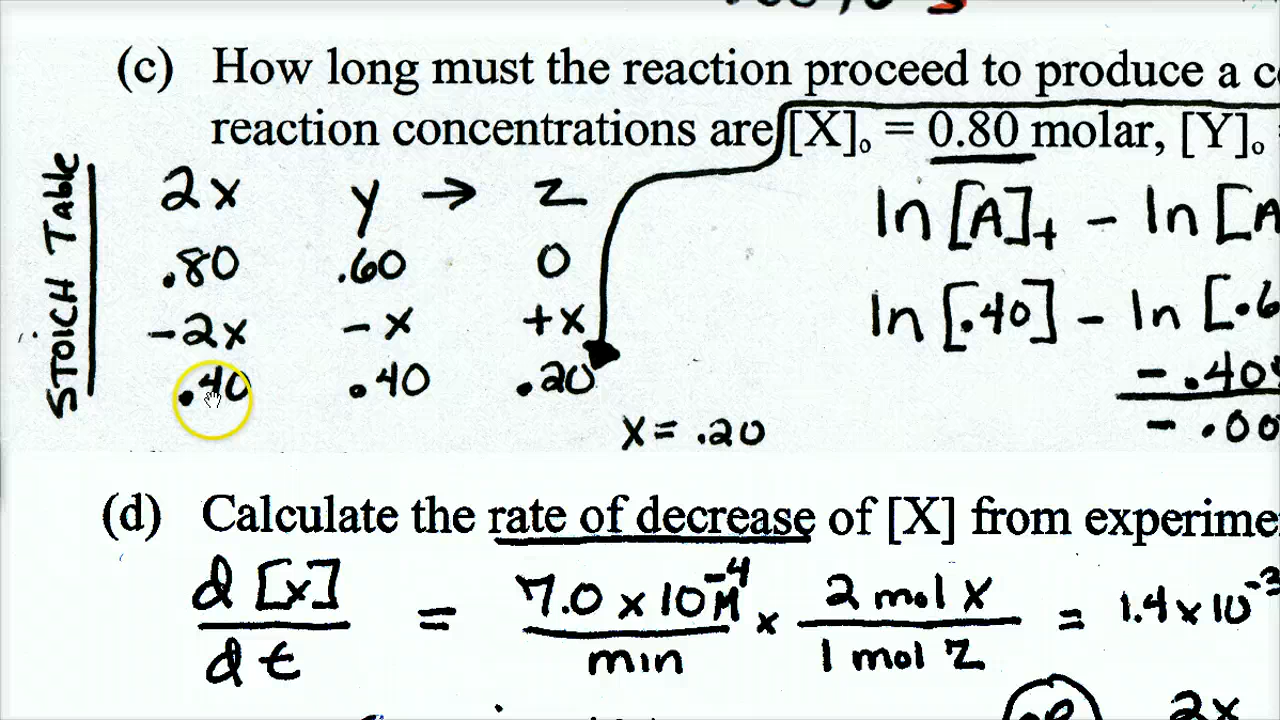 (c) How long must the reaction proceed to produce a
reaction concentrations are [X]₀ = 0.80 molar, [Y]₀
STOICH TABLE
2x y → z
.80 .60 0
-2x -x +x
.40 .40 .20
x = .20
ln [A]t - ln [A
ln [.40] - ln [.6
- .40
- .00
(d) Calculate the rate of decrease of [X] from experime
d [x] / dt = 7.0 x 10⁻⁴ M / min x 2 mol X / 1 mol Z = 1.4 x 10⁻³
2x